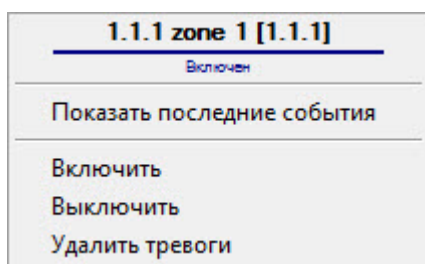 1.1.1 zone 1 [1.1.1]
Включен
Показать последние события
Включить
Выключить
Удалить тревоги